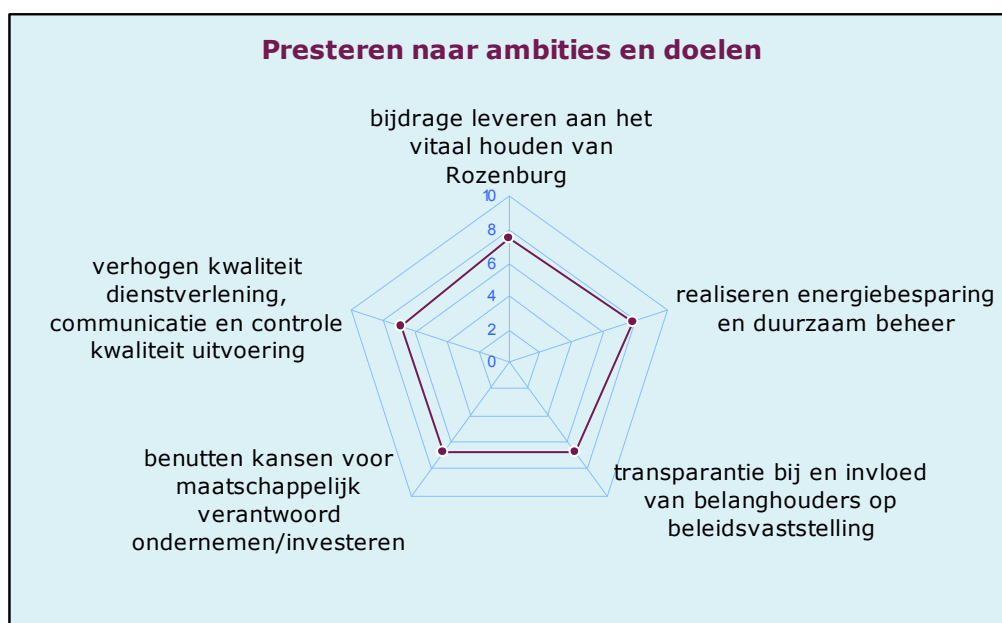 Presteren naar ambities en doelen
bijdrage leveren aan het
vitaal houden van
Rozenburg
10
8
6
4
2
0
verhogen kwaliteit
dienstverlening,
communicatie en controle
kwaliteit uitvoering
realiseren energiebesparing
en duurzaam beheer
benutten kansen voor
maatschappelijk
verantwoord
ondernemen/investeren
transparantie bij en invloed
van belanghouders op
beleidsvaststelling